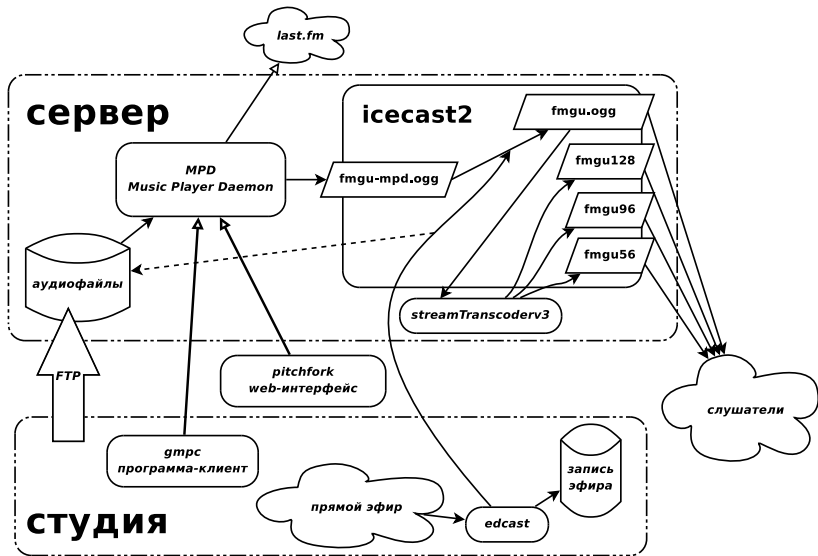 last.fm
сервер
icecast2
fmgu.ogg
MPD
Music Player Daemon
fmgu-mpd.ogg
fmgu128
fmgu96
fmgu56
аудиофайлы
streamTranscoderv3
FTP
pitchfork
web-интерфейс
слушатели
gmpc
программа-клиент
запись
эфира
прямой эфир
edcast
студия